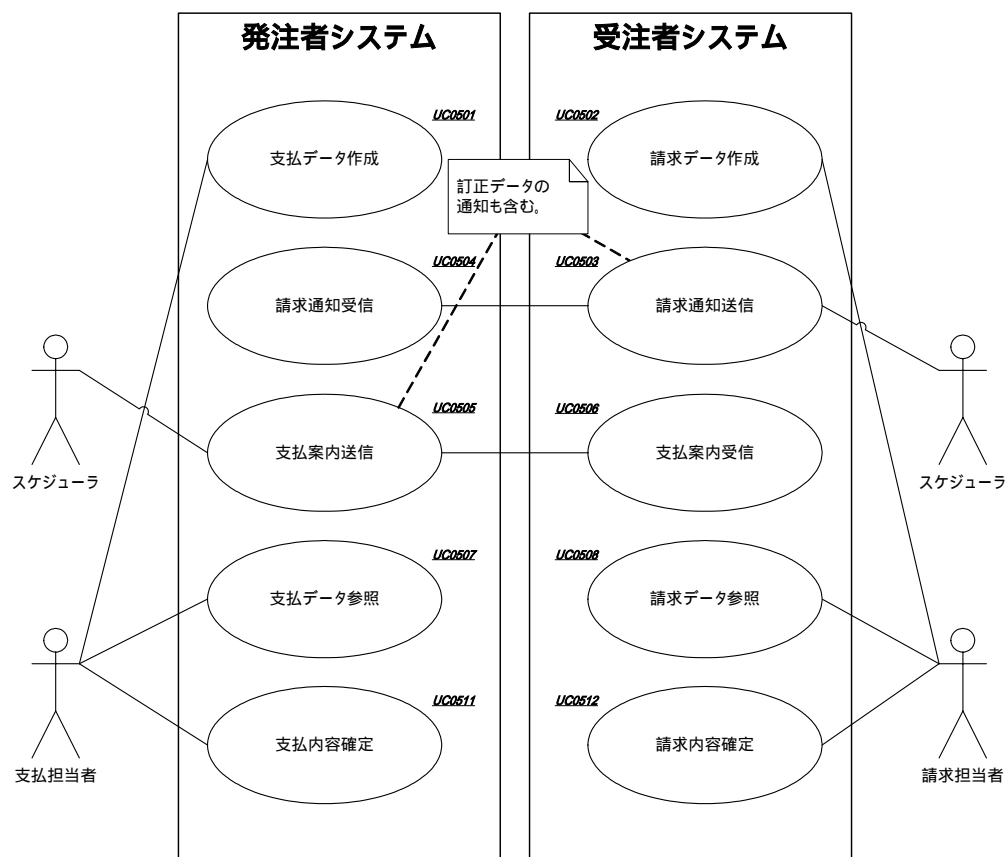 発注者システム
受注者システム
UC0501
UC0502
支払データ作成
請求データ作成
訂正データの
通知も含む。
UC0504
UC0503
請求通知受信
請求通知送信
UC0505
UC0506
支払案内送信
支払案内受信
スケジューラ
スケジューラ
UC0507
UC0508
支払データ参照
請求データ参照
UC0511
UC0512
支払内容確定
請求内容確定
支払担当者
請求担当者